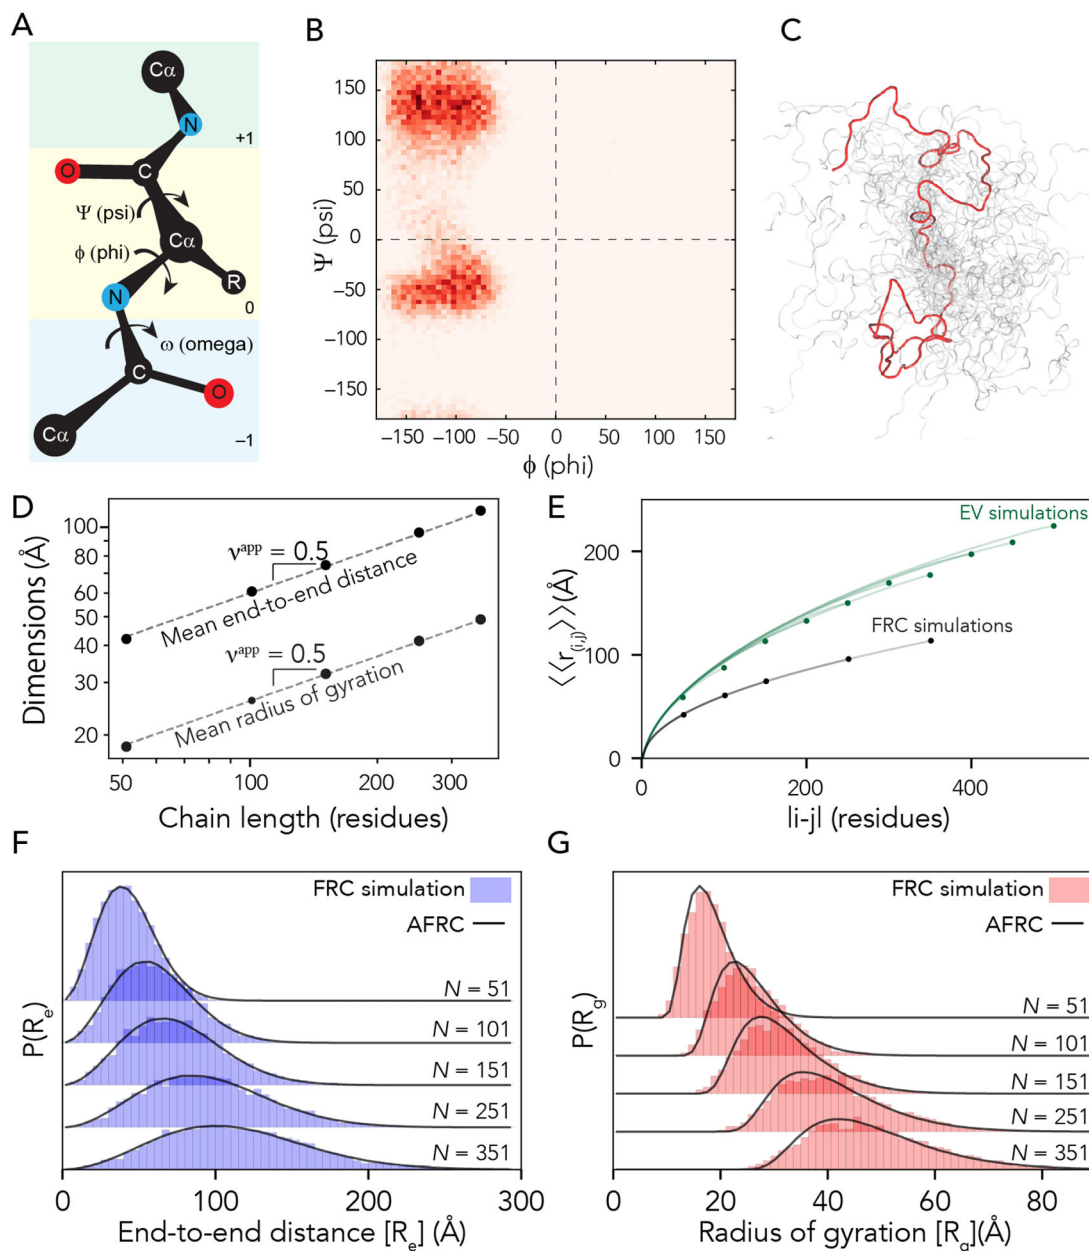 A
Cα
N
+1
O
C
Ψ (psi)
Cα
ϕ (phi)
R
N
0
ω (omega)
C
O
Cα
–1
B
150
100
50
0
–50
–100
–150
Ψ (psi)
–150
–100
–50
0
50
100
150
ϕ (phi)
C
D
100
80
60
50
40
30
20
Dimensions (Å)
ν^app = 0.5
Mean end-to-end distance
ν^app = 0.5
Mean radius of gyration
50
100
200
300
Chain length (residues)
E
200
100
0
⟨⟨r(i,j)⟩⟩(Å)
EV simulations
FRC simulations
0
200
400
|i-j| (residues)
F
FRC simulation
AFRC
N = 51
N = 101
N = 151
N = 251
N = 351
P(Re)
0
100
200
300
End-to-end distance [Re] (Å)
G
FRC simulation
AFRC
N = 51
N = 101
N = 151
N = 251
N = 351
P(Rg)
0
20
40
60
80
Radius of gyration [Rg](Å)